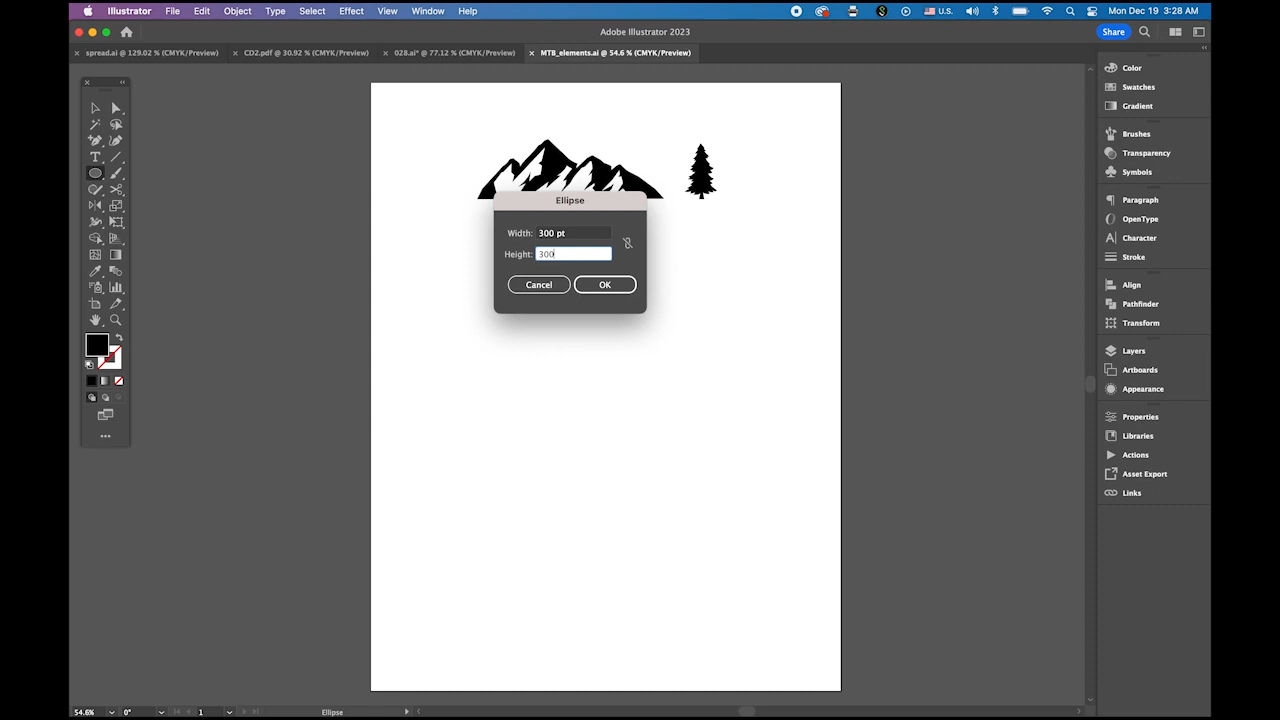 Illustrator File Edit Object Type Select Effect View Window Help U.S. Mon Dec 19 3:28 AM
Adobe Illustrator 2023 Share
spread.ai @ 129.02 % (CMYK/Preview) CD2.pdf @ 30.92 % (CMYK/Preview) 028.ai* @ 77.12 % (CMYK/Preview) MTB_elements.ai @ 54.6 % (CMYK/Preview)
Color
Swatches
Gradient
Brushes
Transparency
Symbols
Paragraph
OpenType
Character
Stroke
Align
Pathfinder
Transform
Layers
Artboards
Appearance
Properties
Libraries
Actions
Asset Export
Links
Ellipse
Width: 300 pt
Height: 300
Cancel OK
54.6% 0° 1 Ellipse